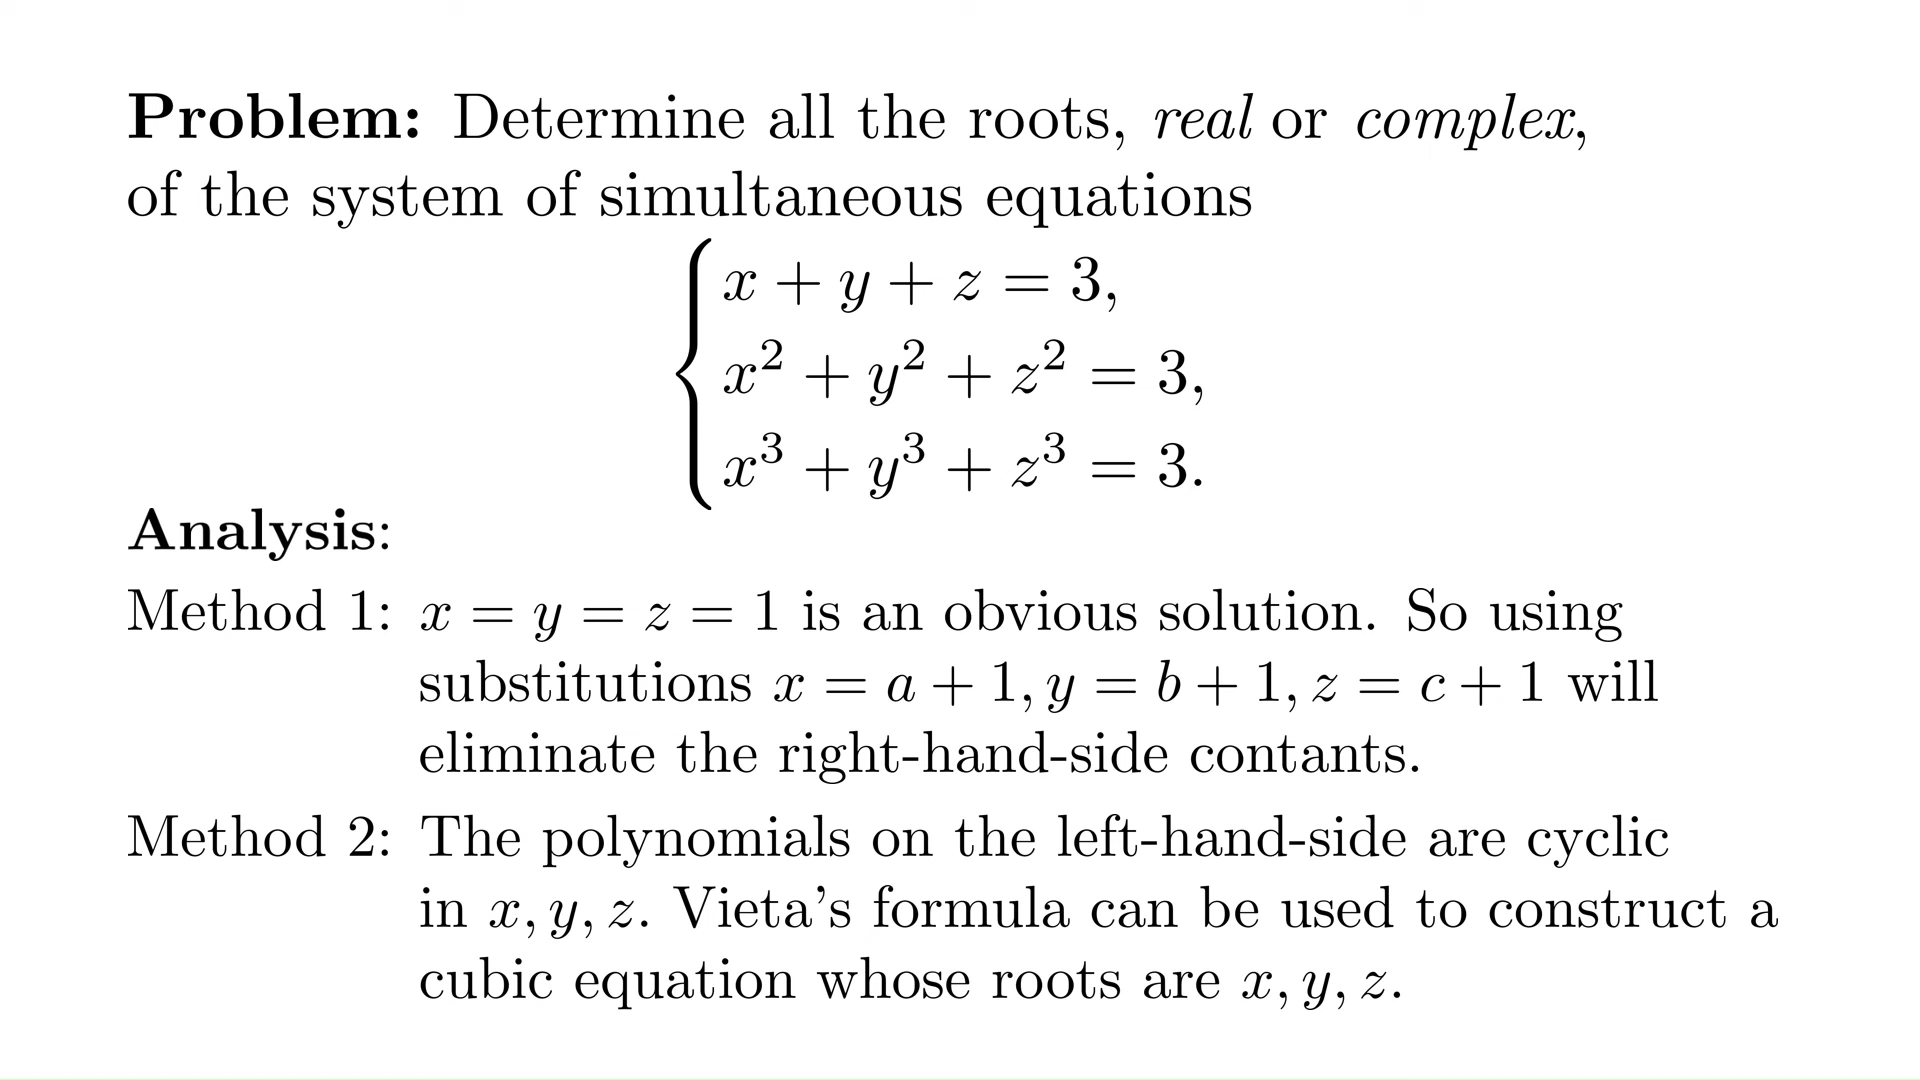 Problem: Determine all the roots, real or complex,
of the system of simultaneous equations
x + y + z = 3,
x² + y² + z² = 3,
x³ + y³ + z³ = 3.
Analysis:
Method 1: x = y = z = 1 is an obvious solution. So using
substitutions x = a + 1, y = b + 1, z = c + 1 will
eliminate the right-hand-side contants.
Method 2: The polynomials on the left-hand-side are cyclic
in x, y, z. Vieta's formula can be used to construct a
cubic equation whose roots are x, y, z.